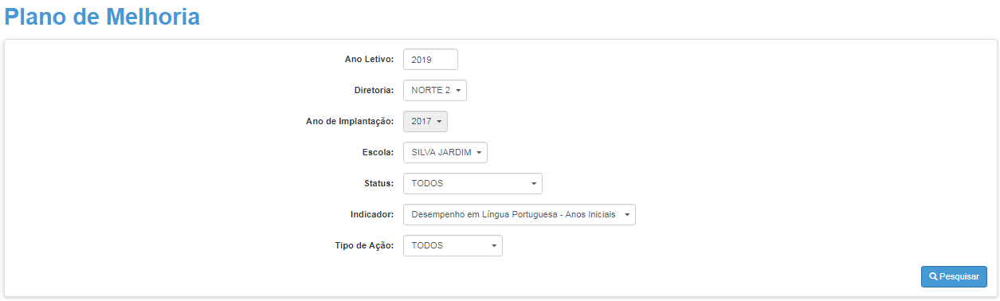 Plano de Melhoria
Ano Letivo: 2019
Diretoria: NORTE 2
Ano de Implantação: 2017
Escola: SILVA JARDIM
Status: TODOS
Indicador: Desempenho em Língua Portuguesa - Anos Iniciais
Tipo de Ação: TODOS
Pesquisar